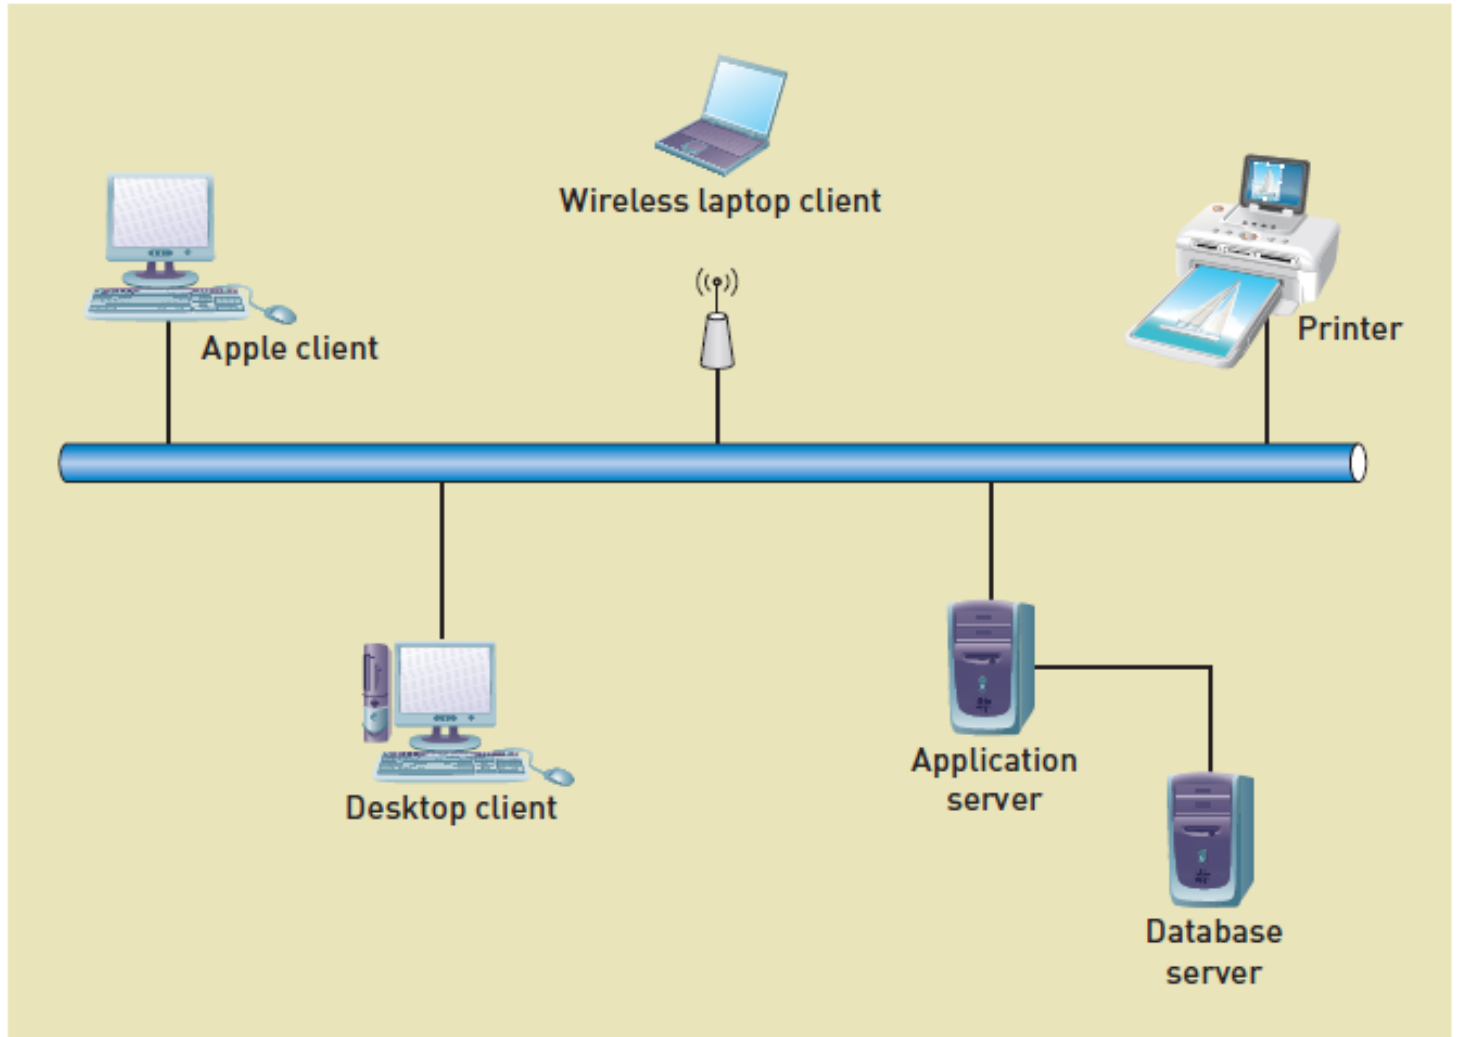 Wireless laptop client
Apple client
Printer
Desktop client
Application
server
Database
server